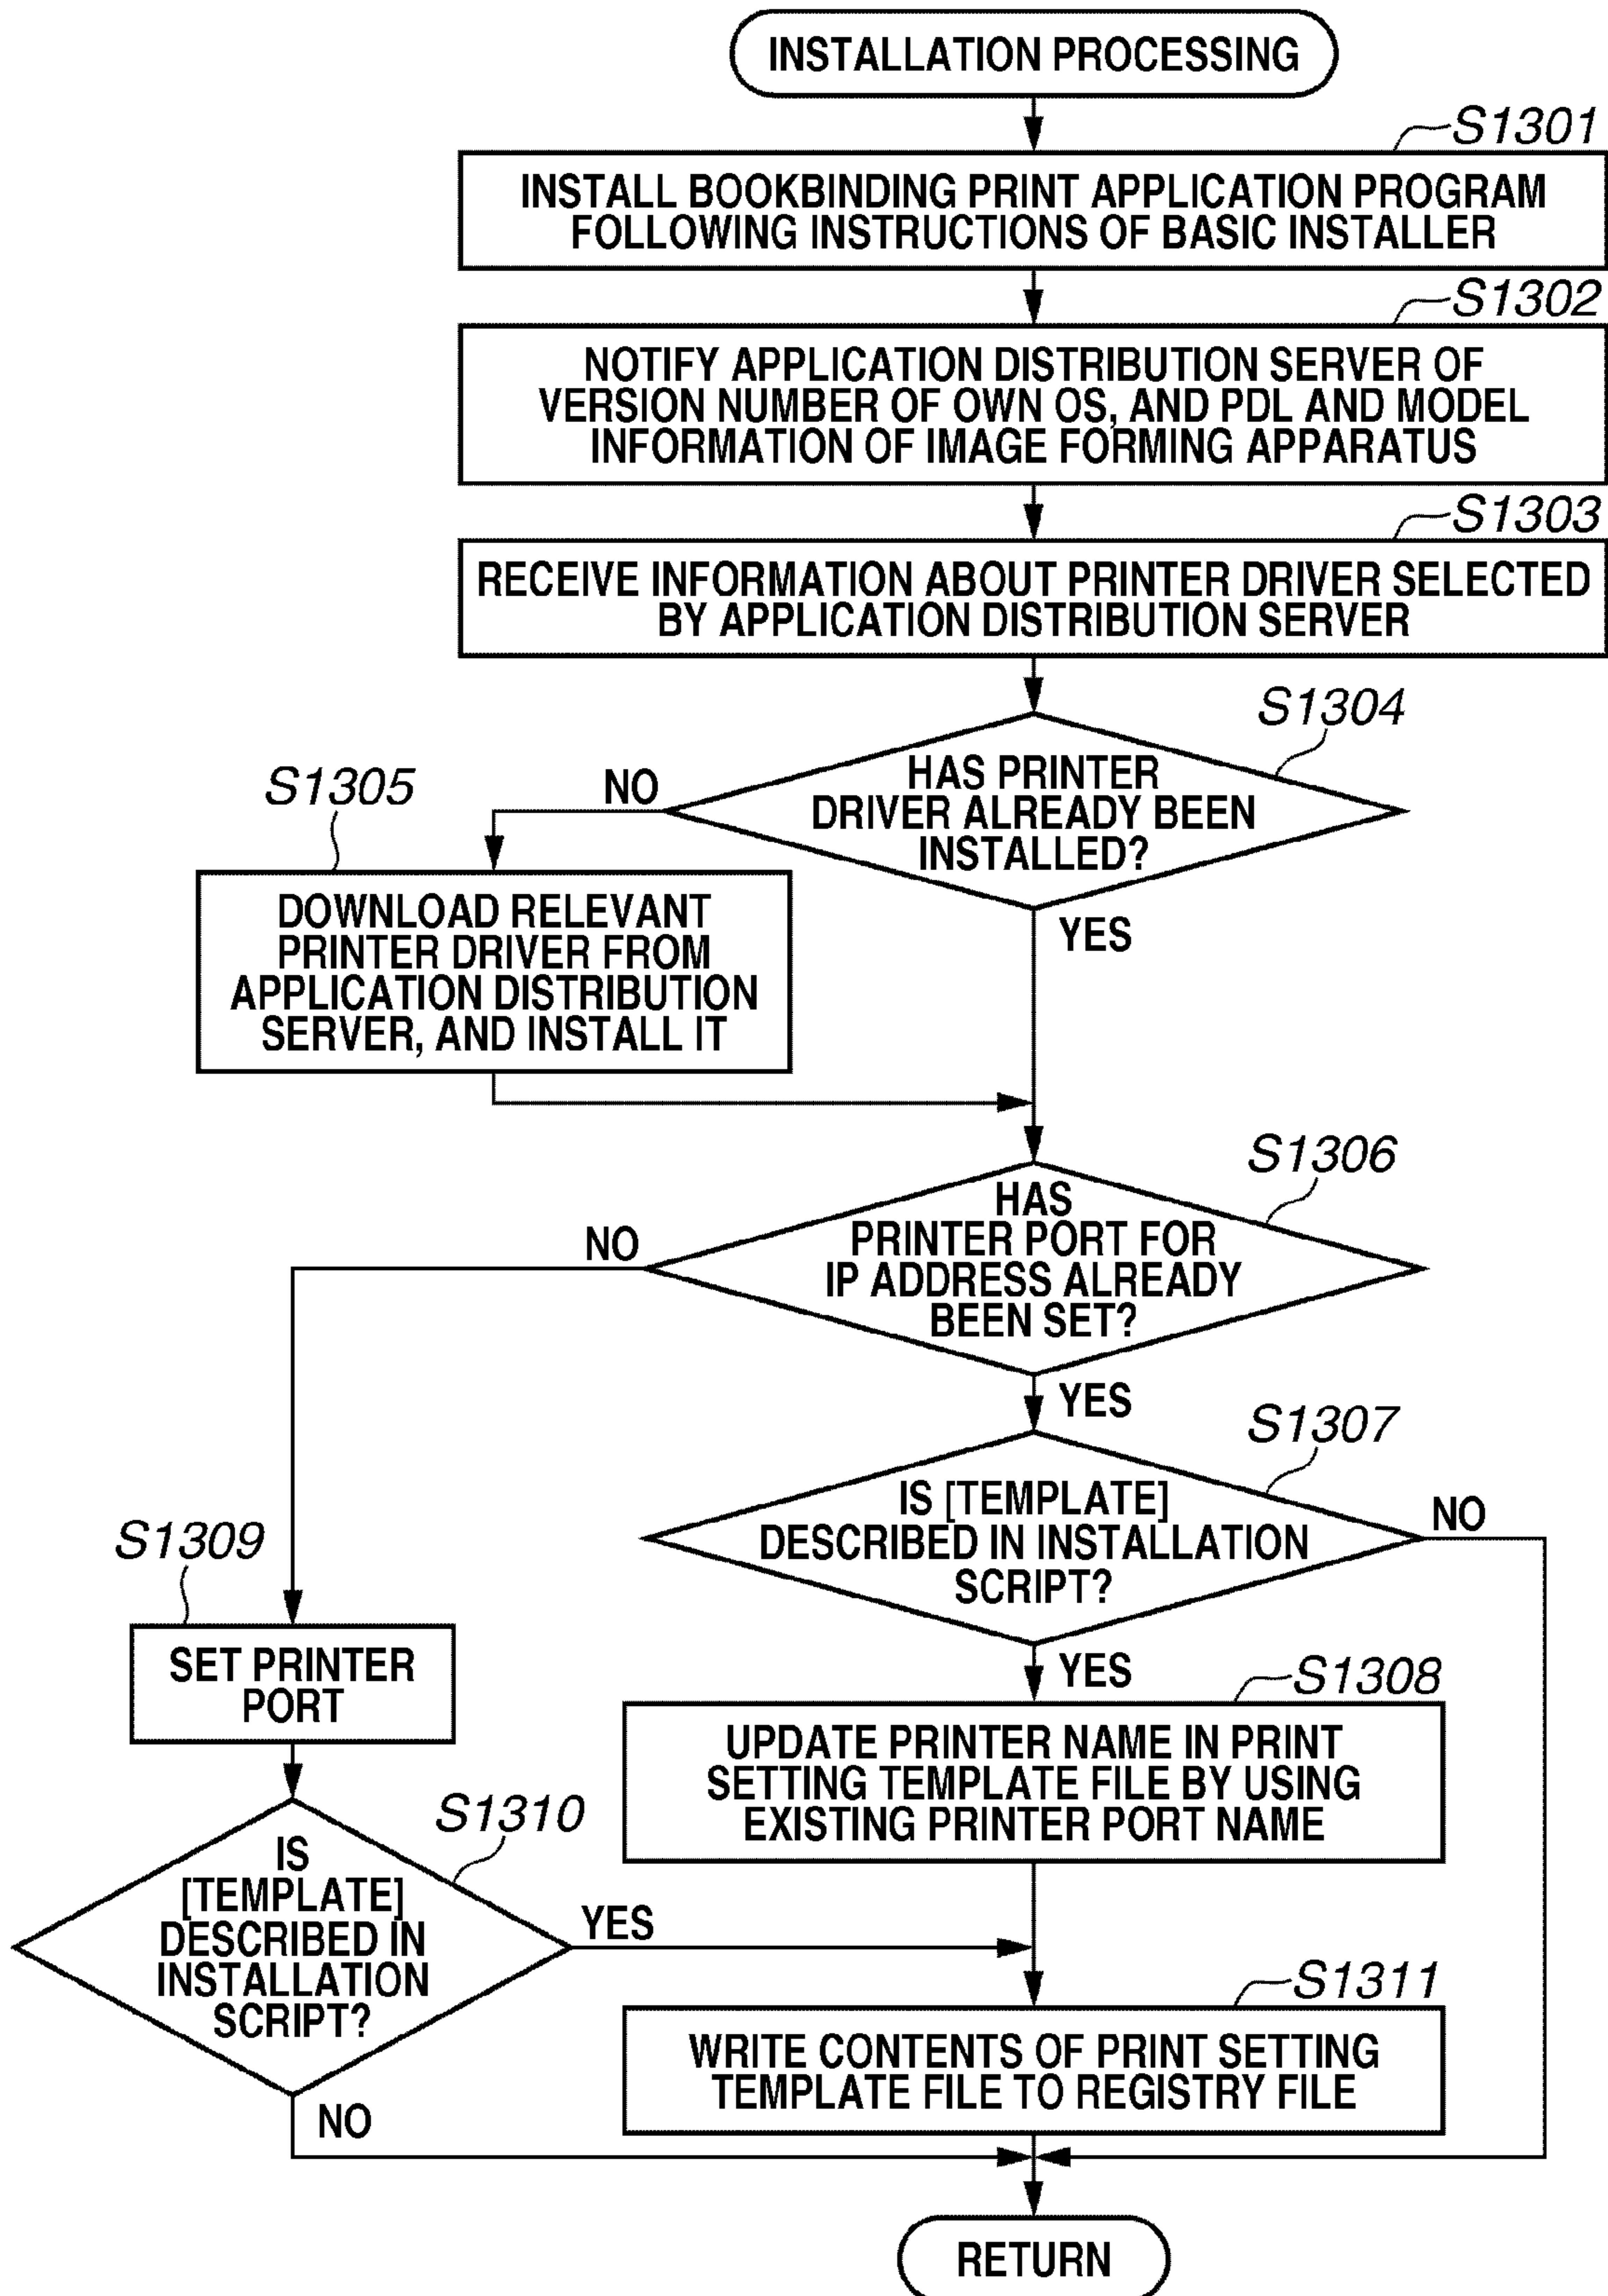 INSTALLATION PROCESSING
S1301
INSTALL BOOKBINDING PRINT APPLICATION PROGRAM
FOLLOWING INSTRUCTIONS OF BASIC INSTALLER
S1302
NOTIFY APPLICATION DISTRIBUTION SERVER OF
VERSION NUMBER OF OWN OS, AND PDL AND MODEL
INFORMATION OF IMAGE FORMING APPARATUS
S1303
RECEIVE INFORMATION ABOUT PRINTER DRIVER SELECTED
BY APPLICATION DISTRIBUTION SERVER
S1304
HAS PRINTER
DRIVER ALREADY BEEN
INSTALLED?
NO
YES
S1305
DOWNLOAD RELEVANT
PRINTER DRIVER FROM
APPLICATION DISTRIBUTION
SERVER, AND INSTALL IT
S1306
HAS
PRINTER PORT FOR
IP ADDRESS ALREADY
BEEN SET?
NO
YES
S1307
IS [TEMPLATE]
DESCRIBED IN INSTALLATION
SCRIPT?
NO
YES
S1308
UPDATE PRINTER NAME IN PRINT
SETTING TEMPLATE FILE BY USING
EXISTING PRINTER PORT NAME
S1309
SET PRINTER
PORT
S1310
IS
[TEMPLATE]
DESCRIBED IN
INSTALLATION
SCRIPT?
YES
NO
S1311
WRITE CONTENTS OF PRINT SETTING
TEMPLATE FILE TO REGISTRY FILE
RETURN